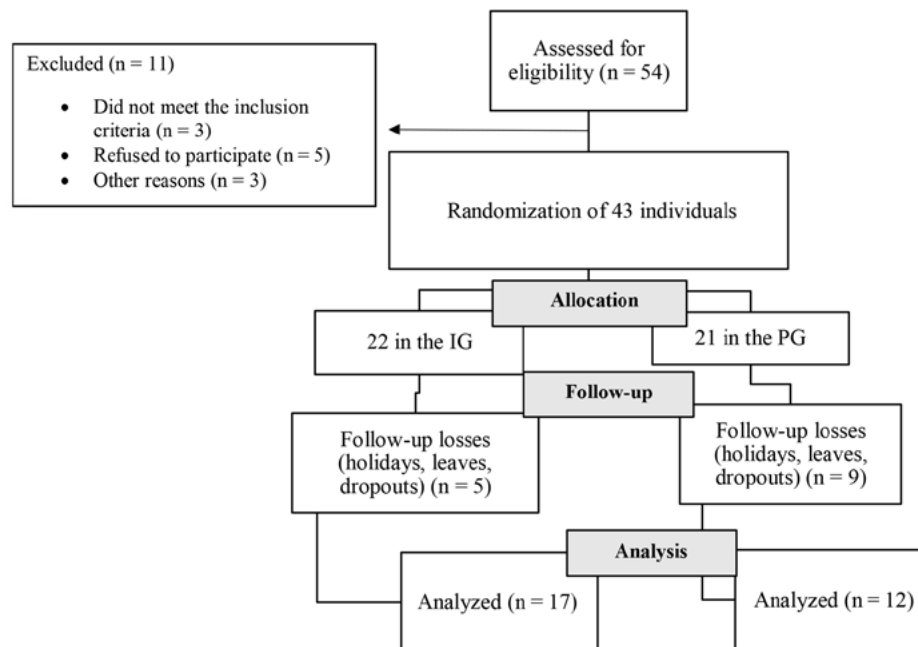 Assessed for
eligibility (n = 54)
Excluded (n = 11)
• Did not meet the inclusion
criteria (n = 3)
• Refused to participate (n = 5)
• Other reasons (n = 3)
Randomization of 43 individuals
Allocation
22 in the IG
21 in the PG
Follow-up
Follow-up losses
(holidays, leaves,
dropouts) (n = 5)
Follow-up losses
(holidays, leaves,
dropouts) (n = 9)
Analysis
Analyzed (n = 17)
Analyzed (n = 12)